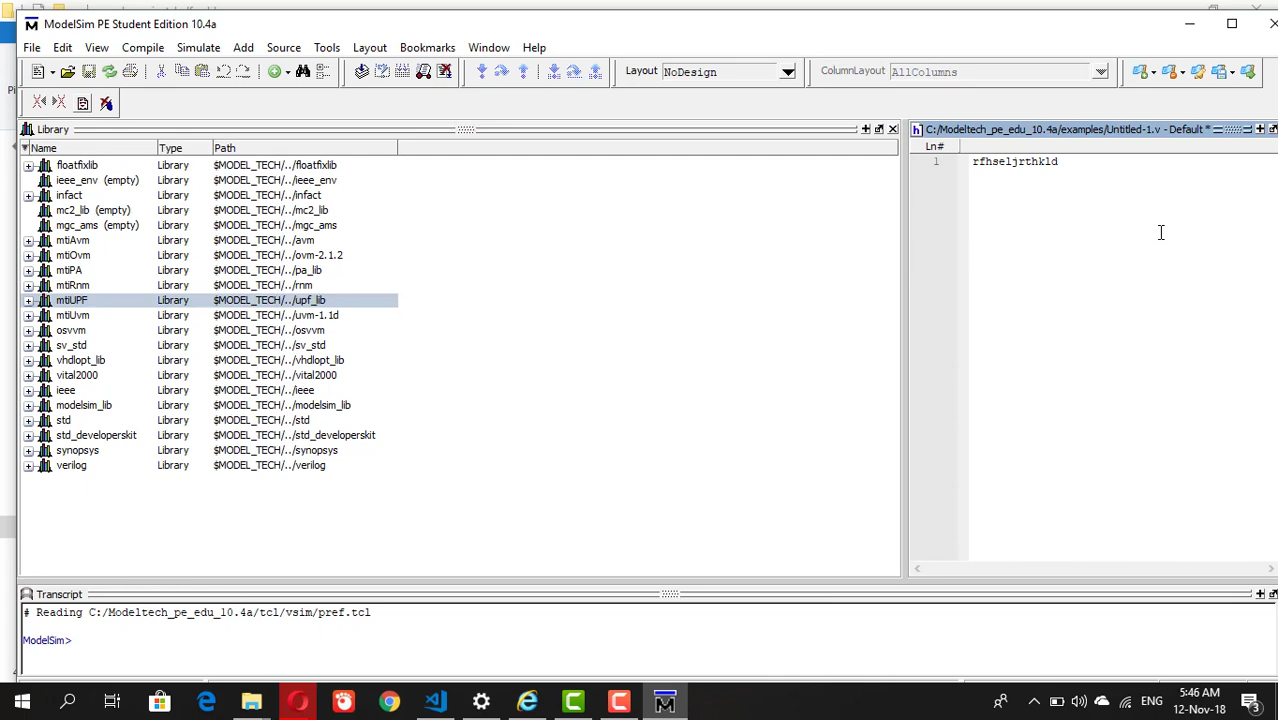 ModelSim PE Student Edition 10.4a
File Edit View Compile Simulate Add Source Tools Layout Bookmarks Window Help
Layout NoDesign ColumnLayout AllColumns
Library
Name Type Path
floatfixlib Library $MODEL_TECH/../floatfixlib
ieee_env (empty) Library $MODEL_TECH/../ieee_env
infact Library $MODEL_TECH/../infact
mc2_lib (empty) Library $MODEL_TECH/../mc2_lib
mgc_ams (empty) Library $MODEL_TECH/../mgc_ams
mtiAvm Library $MODEL_TECH/../avm
mtiOvm Library $MODEL_TECH/../ovm-2.1.2
mtiPA Library $MODEL_TECH/../pa_lib
mtiRnm Library $MODEL_TECH/../rnm
mtiUPF Library $MODEL_TECH/../upf_lib
mtiUvm Library $MODEL_TECH/../uvm-1.1d
osvvm Library $MODEL_TECH/../osvvm
sv_std Library $MODEL_TECH/../sv_std
vhdlopt_lib Library $MODEL_TECH/../vhdlopt_lib
vital2000 Library $MODEL_TECH/../vital2000
ieee Library $MODEL_TECH/../ieee
modelsim_lib Library $MODEL_TECH/../modelsim_lib
std Library $MODEL_TECH/../std
std_developerskit Library $MODEL_TECH/../std_developerskit
synopsys Library $MODEL_TECH/../synopsys
verilog Library $MODEL_TECH/../verilog
C:/Modeltech_pe_edu_10.4a/examples/Untitled-1.v - Default *
Ln#
1 rfhseljrthkld
Transcript
# Reading C:/Modeltech_pe_edu_10.4a/tcl/vsim/pref.tcl
ModelSim>
ENG
5:46 AM
12-Nov-18
3